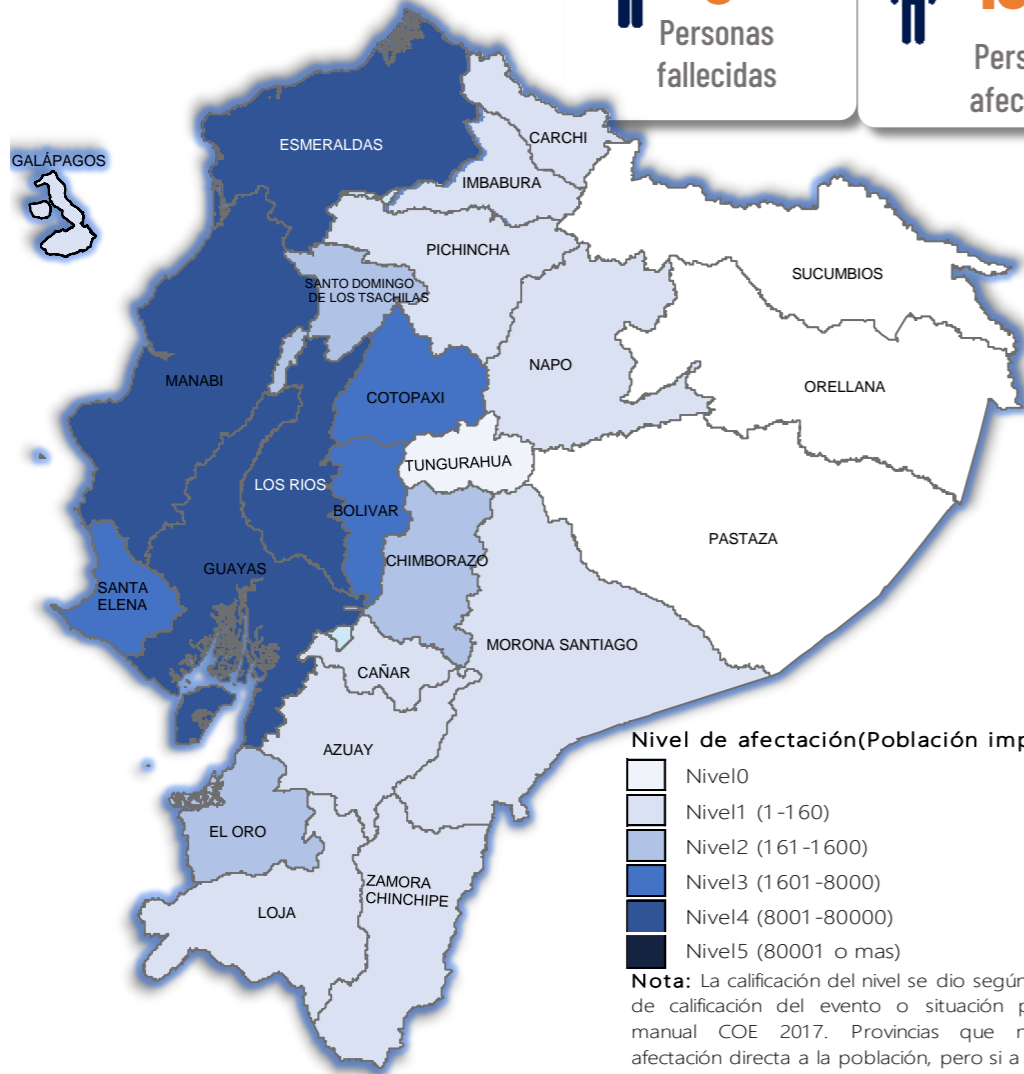 Personas
fallecidas
GALÁPAGOS
ESMERALDAS
CARCHI
IMBABURA
PICHINCHA
SANTO DOMINGO
DE LOS TSACHILAS
SUCUMBIOS
NAPO
ORELLANA
MANABI
COTOPAXI
TUNGURAHUA
LOS RIOS
BOLIVAR
PASTAZA
CHIMBORAZO
GUAYAS
SANTA
ELENA
MORONA SANTIAGO
CAÑAR
AZUAY
EL ORO
ZAMORA
CHINCHIPE
LOJA
Nivel de afectación(Población
Nivel0
Nivel1 (1-160)
Nivel2 (161-1600)
Nivel3 (1601-8000)
Nivel4 (8001-80000)
Nivel5 (80001 o mas)
Nota: La calificación del nivel se dio según
de calificación del evento o situación
manual COE 2017. Provincias que
afectación directa a la población, pero si a